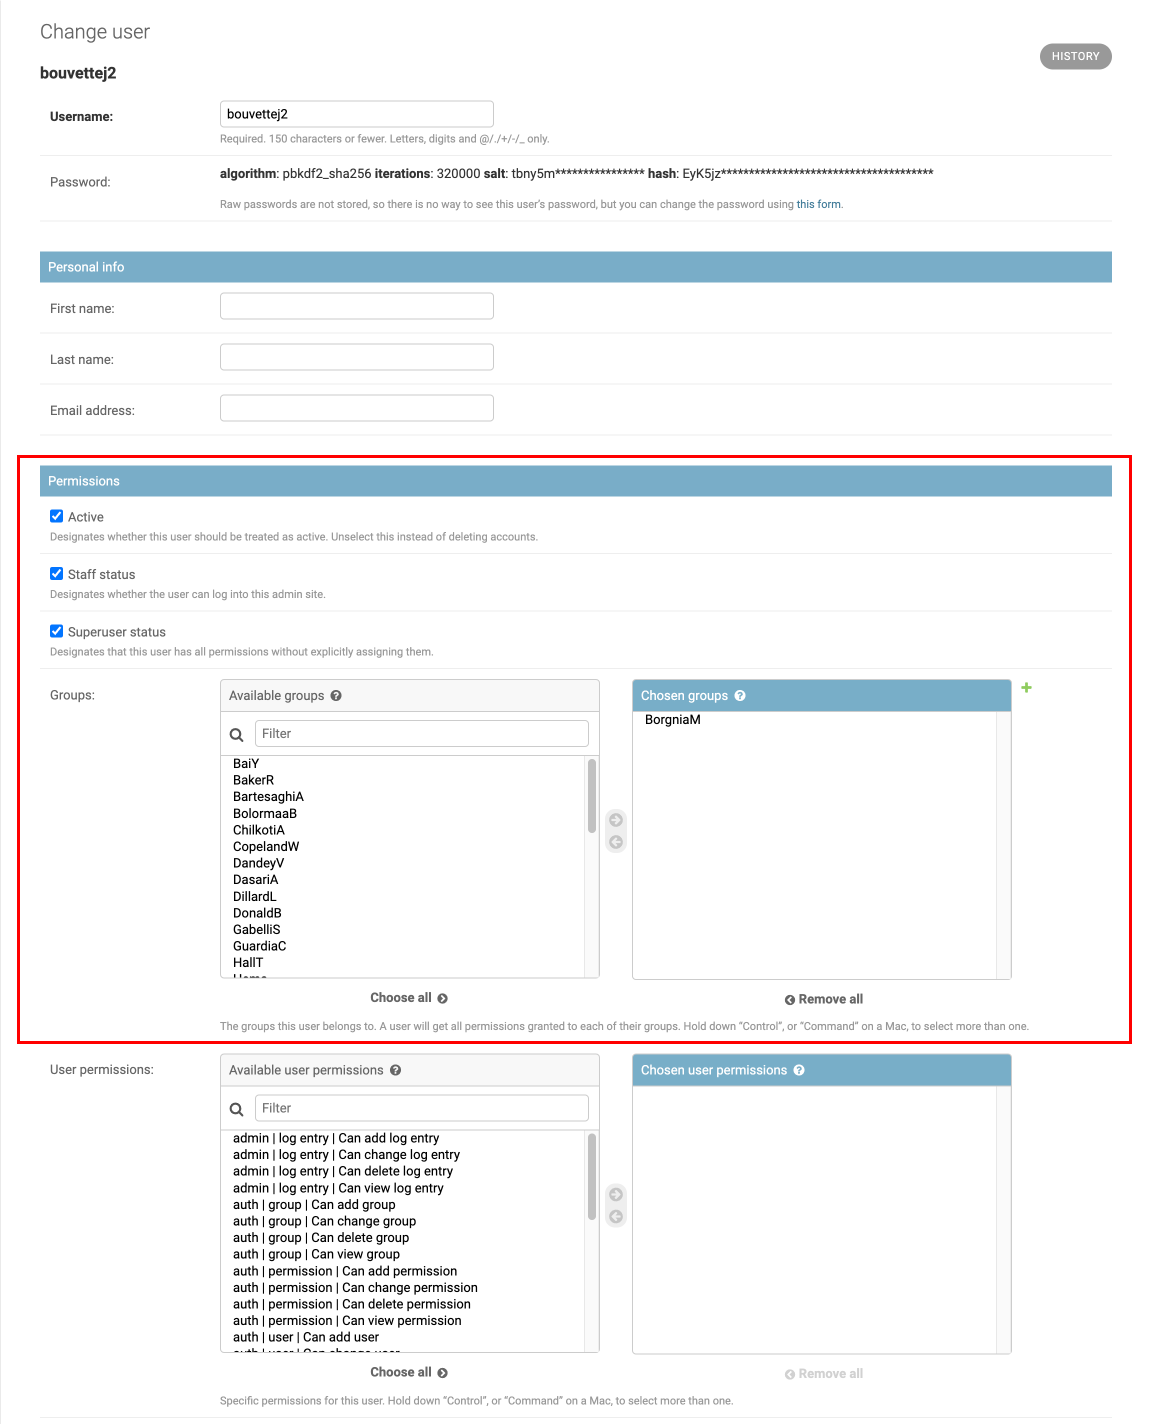 Change user
HISTORY
bouvettej2
Username:
bouvettej2
Required. 150 characters or fewer. Letters, digits and @/./+/-/_ only.
Password:
algorithm: pbkdf2_sha256 iterations: 320000 salt: tbny5m**************** hash: EyK5jz**************************************
Raw passwords are not stored, so there is no way to see this user's password, but you can change the password using this form.
Personal info
First name:
Last name:
Email address:
Permissions
Active
Designates whether this user should be treated as active. Unselect this instead of deleting accounts.
Staff status
Designates whether the user can log into this admin site.
Superuser status
Designates that this user has all permissions without explicitly assigning them.
Groups:
Available groups ?
Filter
BaiY
BakerR
BartesaghiA
BolormaaB
ChilkotiA
CopelandW
DandeyV
DasariA
DillardL
DonaldB
GabelliS
GuardiaC
HallT
Choose all
Chosen groups ?
BorgniaM
Remove all
The groups this user belongs to. A user will get all permissions granted to each of their groups. Hold down “Control”, or “Command” on a Mac, to select more than one.
User permissions:
Available user permissions ?
Filter
admin | log entry | Can add log entry
admin | log entry | Can change log entry
admin | log entry | Can delete log entry
admin | log entry | Can view log entry
auth | group | Can add group
auth | group | Can change group
auth | group | Can delete group
auth | group | Can view group
auth | permission | Can add permission
auth | permission | Can change permission
auth | permission | Can delete permission
auth | permission | Can view permission
auth | user | Can add user
auth | user | Can change user
Choose all
Chosen user permissions ?
Remove all
Specific permissions for this user. Hold down “Control”, or “Command” on a Mac, to select more than one.